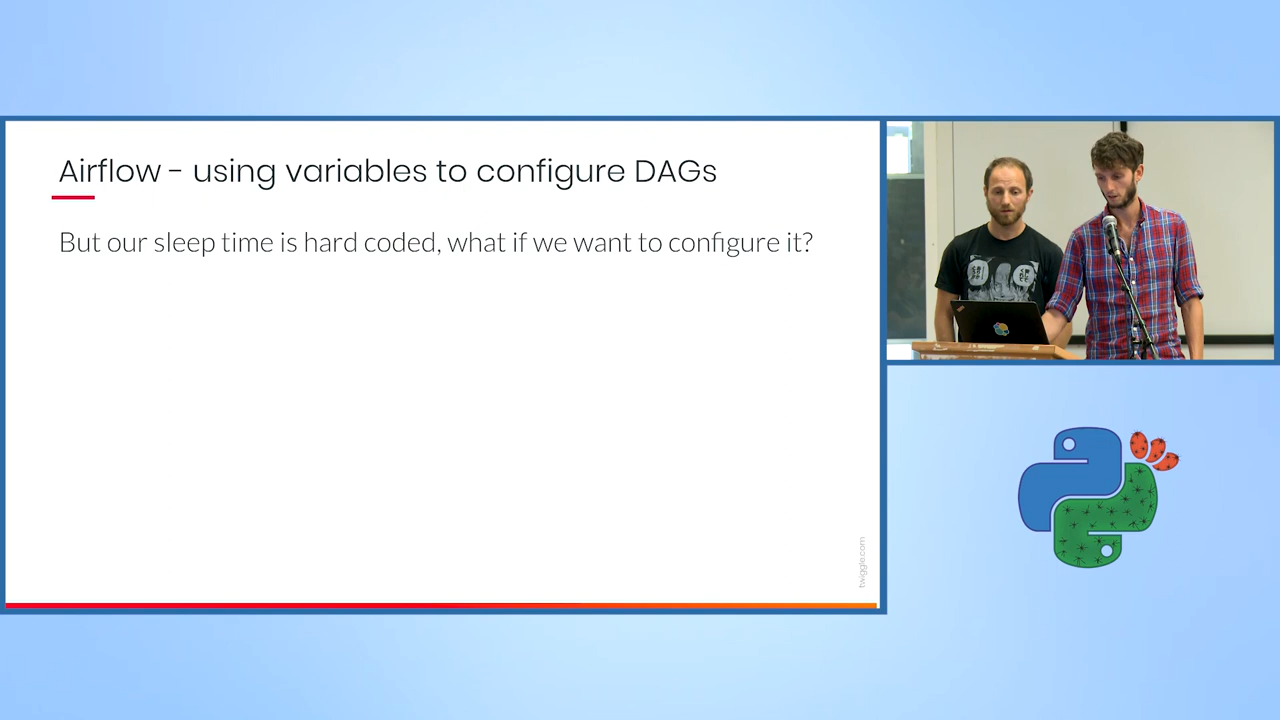 Airflow - using variables to configure DAGs
But our sleep time is hard coded, what if we want to configure it?
twiggle.com